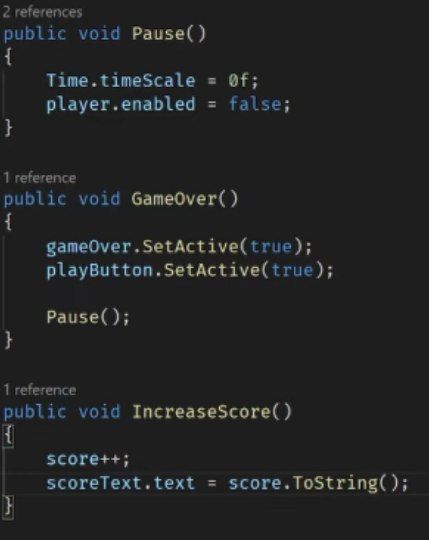 2 references
public void Pause()
{
    Time.timeScale = 0f;
    player.enabled = false;
}
1 reference
public void GameOver()
{
    gameOver.SetActive(true);
    playButton.SetActive(true);
    Pause();
}
1 reference
public void IncreaseScore()
{
    score++;
    scoreText.text = score.ToString();
}